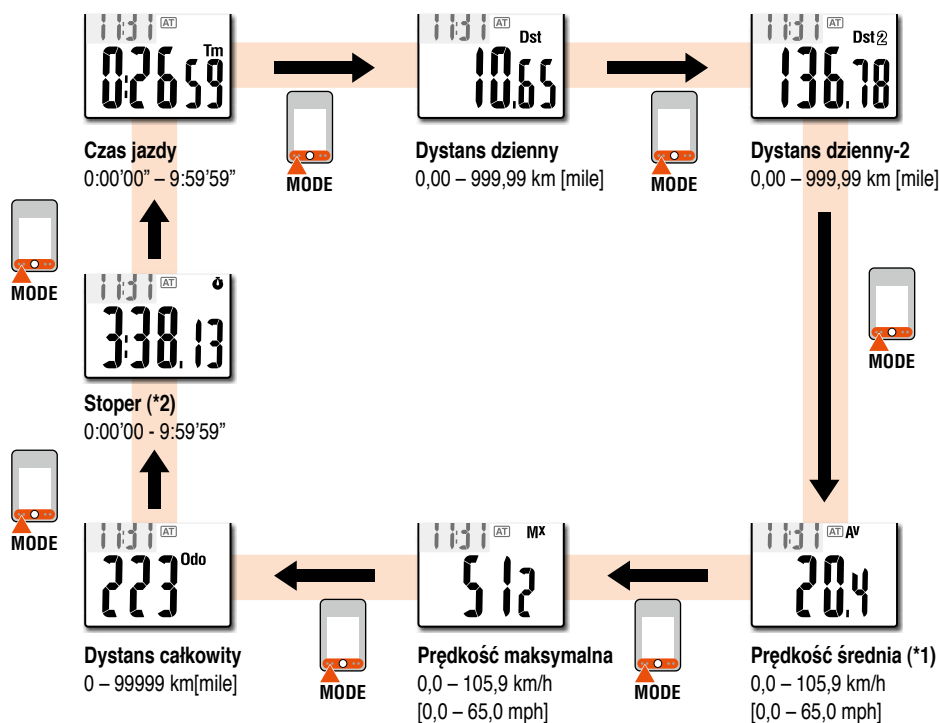 11:31 AT
Tm
0:26 59
Czas jazdy
0:00’00” – 9:59’59”
MODE
11:31 AT
Dst
10.65
Dystans dzienny
0,00 – 999,99 km [mile]
MODE
11:31 AT
Dst2
136.78
Dystans dzienny-2
0,00 – 999,99 km [mile]
MODE
11:31 AT
AV
20.4
Prędkość średnia (*1)
0,0 – 105,9 km/h
[0,0 – 65,0 mph]
MODE
11:31 AT
MX
51.2
Prędkość maksymalna
0,0 – 105,9 km/h
[0,0 – 65,0 mph]
MODE
11:31 AT
Odo
223
Dystans całkowity
0 – 99999 km[mile]
MODE
11:31 AT
3:38.13
Stoper (*2)
0:00’00 - 9:59’59”
MODE